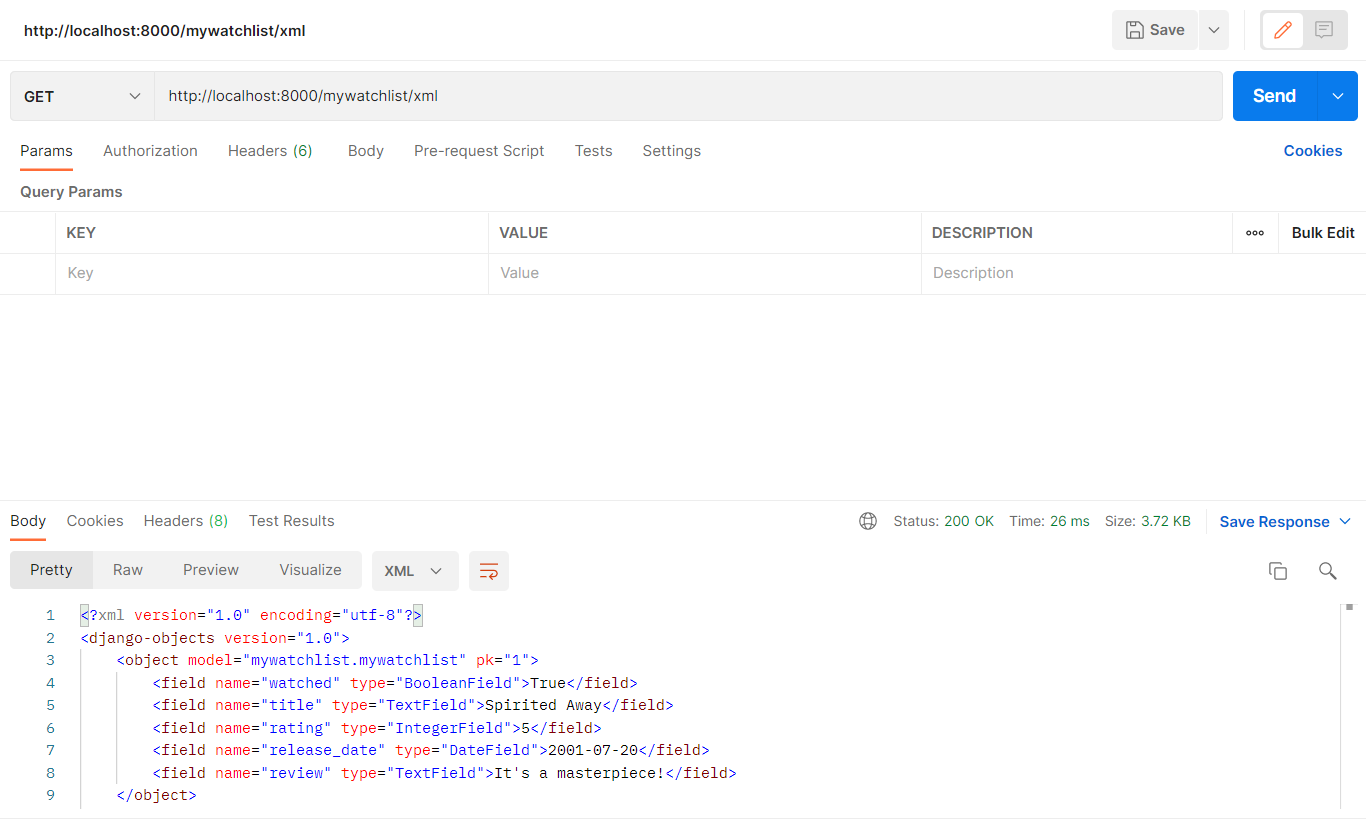 http://localhost:8000/mywatchlist/xml
Save
GET http://localhost:8000/mywatchlist/xml Send
Params Authorization Headers (6) Body Pre-request Script Tests Settings Cookies
Query Params
KEY VALUE DESCRIPTION Bulk Edit
Key Value Description
Body Cookies Headers (8) Test Results Status: 200 OK Time: 26 ms Size: 3.72 KB Save Response
Pretty Raw Preview Visualize XML
1 <?xml version="1.0" encoding="utf-8"?>
2 <django-objects version="1.0">
3 <object model="mywatchlist.mywatchlist" pk="1">
4 <field name="watched" type="BooleanField">True</field>
5 <field name="title" type="TextField">Spirited Away</field>
6 <field name="rating" type="IntegerField">5</field>
7 <field name="release_date" type="DateField">2001-07-20</field>
8 <field name="review" type="TextField">It's a masterpiece!</field>
9 </object>